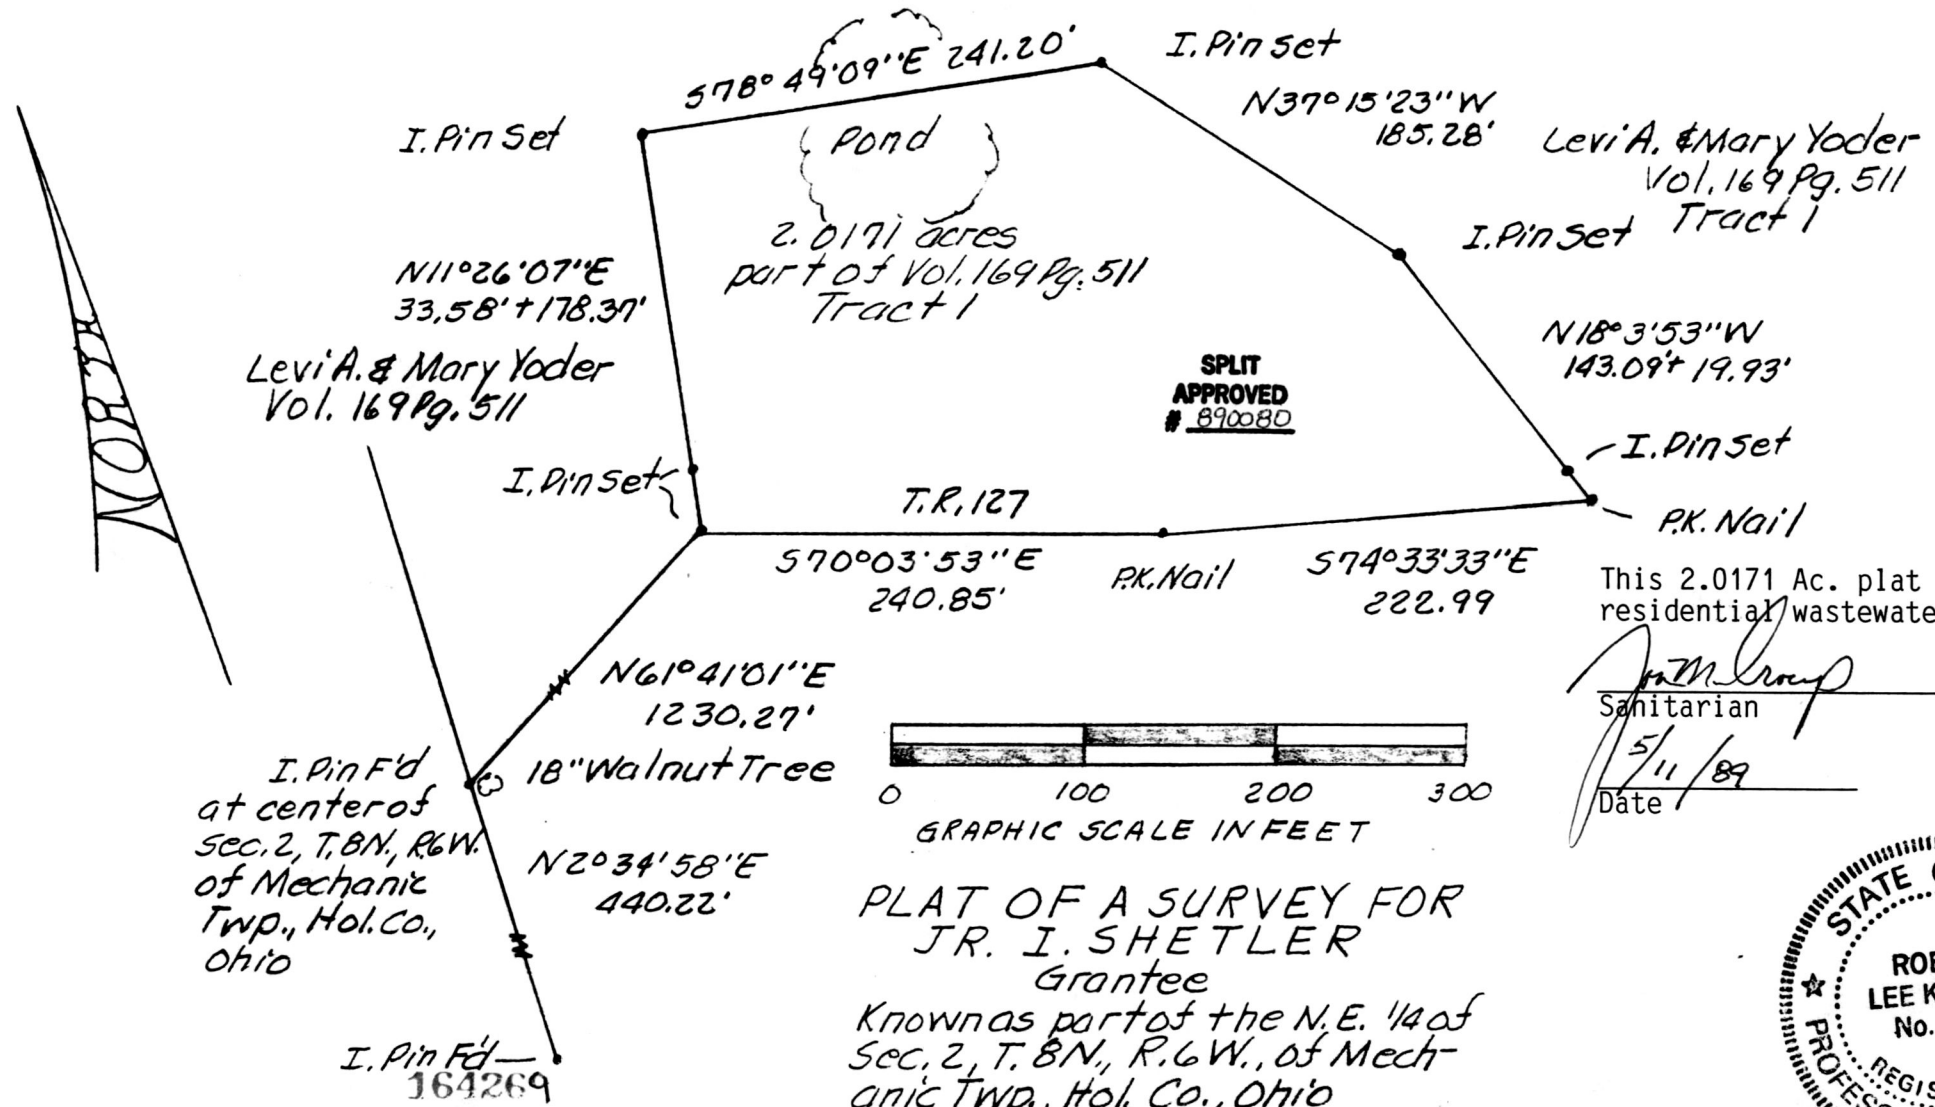 S78°49'09"E 241.20'
I. Pin set
N37°15'23"W
185.28'
I. Pin Set
Pond
Levi A. & Mary Yoder
Vol. 169 Pg. 511
Tract 1
2.0171 acres
part of Vol. 169 Pg. 511
Tract 1
I. Pin Set
N11°26'07"E
33.58' + 178.37'
NORTH
N18°3'53"W
143.09' + 19.93'
Levi A. & Mary Yoder
Vol. 169 Pg. 511
SPLIT
APPROVED
# 890080
I. Pin Set
I. Pin Set
T.R. 127
P.K. Nail
S70°03'53"E
240.85'
P.K. Nail
S74°33'33"E
222.99
This 2.0171 Ac. plat
residential
Sanitarian
5/11/89
Date
N61°41'01"E
1230.27'
18" Walnut Tree
I. Pin F'd
at center of
Sec. 2, T. 8N., R6W.
of Mechanic
Twp., Hol. Co.,
Ohio
0 100 200 300
GRAPHIC SCALE IN FEET
N2°34'58"E
440.22'
I. Pin F'd
164269
PLAT OF A SURVEY FOR
JR. I. SHETLER
Grantee
Known as part of the N.E. 1/4 of
Sec. 2, T. 8N., R. 6W., of Mech-
anic Twp., Hol. Co., Ohio
STATE
LEE
No.